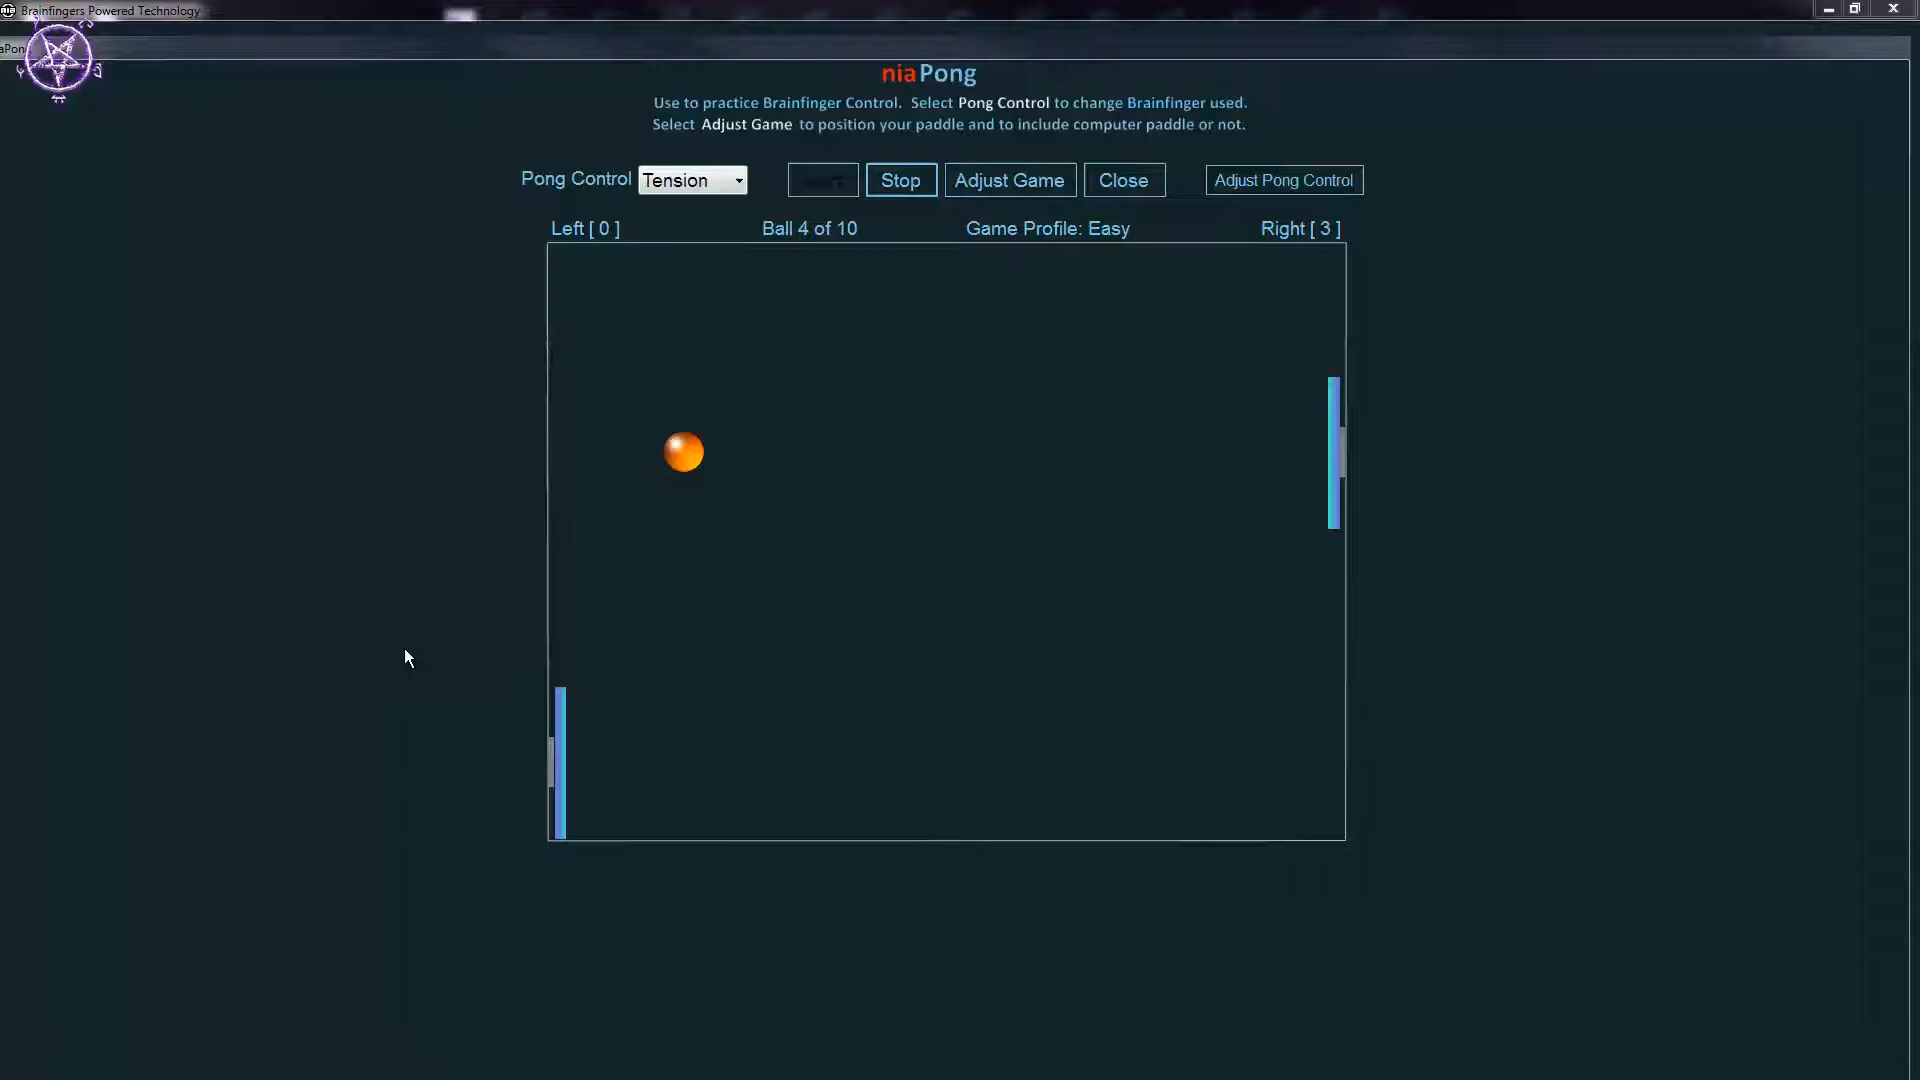 Brainfingers Powered Technology
aPon
niaPong
Use to practice Brainfinger Control. Select Pong Control to change Brainfinger used.
Select Adjust Game to position your paddle and to include computer paddle or not.
Pong Control Tension Stop Adjust Game Close Adjust Pong Control
Left [ 0 ] Ball 4 of 10 Game Profile: Easy Right [ 3 ]